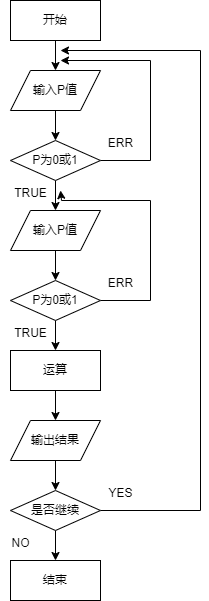 开始
输入P值
P为0或1
ERR
TRUE
输入P值
P为0或1
ERR
TRUE
运算
输出结果
是否继续
YES
NO
结束